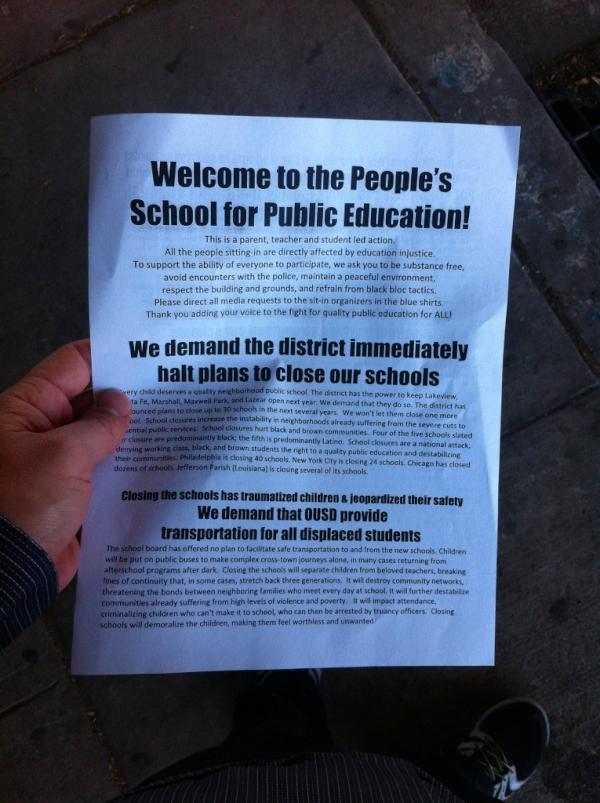 Welcome to the People's
School for Public Education!
This is a parent, teacher and student led action.
All the people sitting-in are directly affected by education injustice.
To support the ability of everyone to participate, we ask you to be substance free,
avoid encounters with the police, maintain a peaceful environment,
respect the building and grounds, and refrain from black bloc tactics.
Please direct all media requests to the sit-in organizers in the blue shirts.
Thank you adding your voice to the fight for quality public education for ALL!
We demand the district immediately
halt plans to close our schools
Every child deserves a quality neighborhood public school. The district has the power to keep Lakeview,
Fe, Marshall, Maxwell Park, and Lazear open next year. We demand that they do so. The district has
ounced plans to close up to 30 schools in the next several years. We won't let them close one more
ool. School closures increase the instability in neighborhoods already suffering from the severe cuts to
ential public services. School closures hurt black and brown communities. Four of the five schools slated
closure are predominantly black; the fifth is predominantly Latino. School closures are a national attack,
denying working class, black, and brown students the right to a quality public education and destabilizing
their communities. Philadelphia is closing 40 schools. New York City is closing 24 schools. Chicago has closed
dozens of schools. Jefferson Parish (Louisiana) is closing several of its schools.
Closing the schools has traumatized children & jeopardized their safety
We demand that OUSD provide
transportation for all displaced students
The school board has offered no plan to facilitate safe transportation to and from the new schools. Children
will be put on public buses to make complex cross-town journeys alone, in many cases returning from
afterschool programs after dark. Closing the schools will separate children from beloved teachers, breaking
lines of continuity that, in some cases, stretch back three generations. It will destroy community networks,
threatening the bonds between neighboring families who meet every day at school. It will further destabilize
communities already suffering from high levels of violence and poverty. It will impact attendance,
criminalizing children who can't make it to school, who can then be arrested by truancy officers. Closing
schools will demoralize the children, making them feel worthless and unwanted.